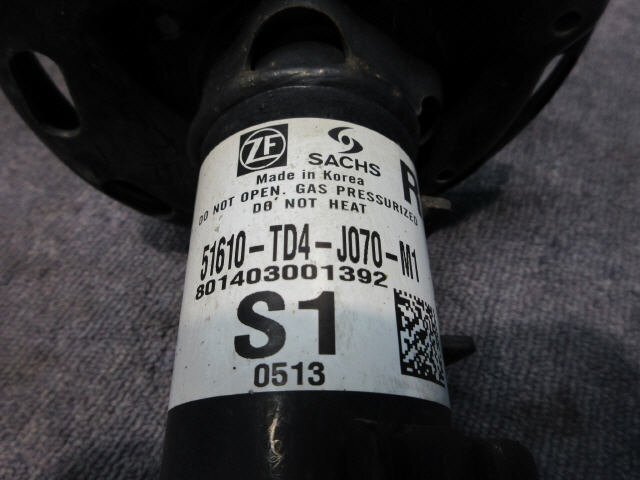 ZF SACHS
Made in Korea
DO NOT OPEN. GAS PRESSURIZED
DO NOT HEAT
R
51610-TD4-J070-M1
801403001392
S1
0513